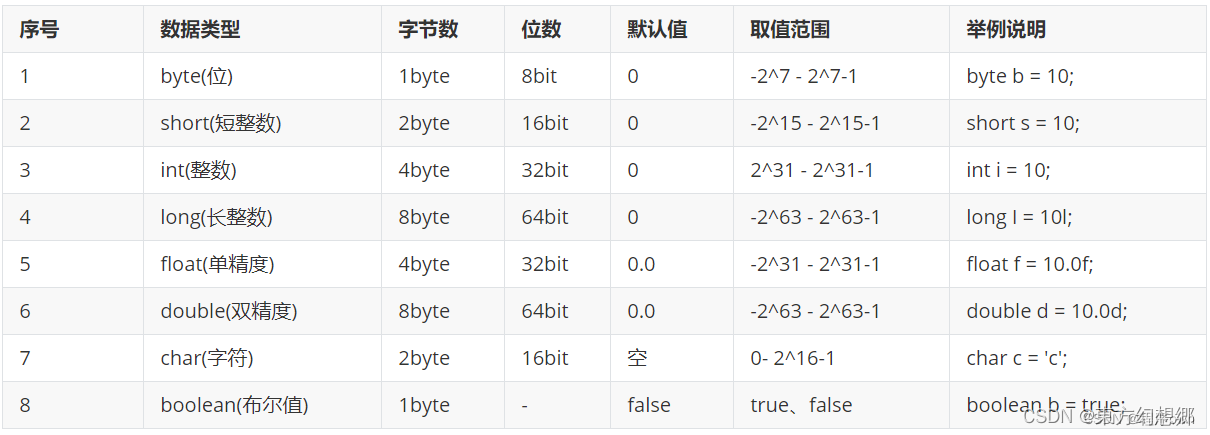 序号 数据类型 字节数 位数 默认值 取值范围 举例说明
1 byte(位) 1byte 8bit 0 -2^7 - 2^7-1 byte b = 10;
2 short(短整数) 2byte 16bit 0 -2^15 - 2^15-1 short s = 10;
3 int(整数) 4byte 32bit 0 2^31 - 2^31-1 int i = 10;
4 long(长整数) 8byte 64bit 0 -2^63 - 2^63-1 long l = 10l;
5 float(单精度) 4byte 32bit 0.0 -2^31 - 2^31-1 float f = 10.0f;
6 double(双精度) 8byte 64bit 0.0 -2^63 - 2^63-1 double d = 10.0d;
7 char(字符) 2byte 16bit 空 0- 2^16-1 char c = 'c';
8 boolean(布尔值) 1byte - false true、false boolean b = true;
CSDN @東方幻想郷